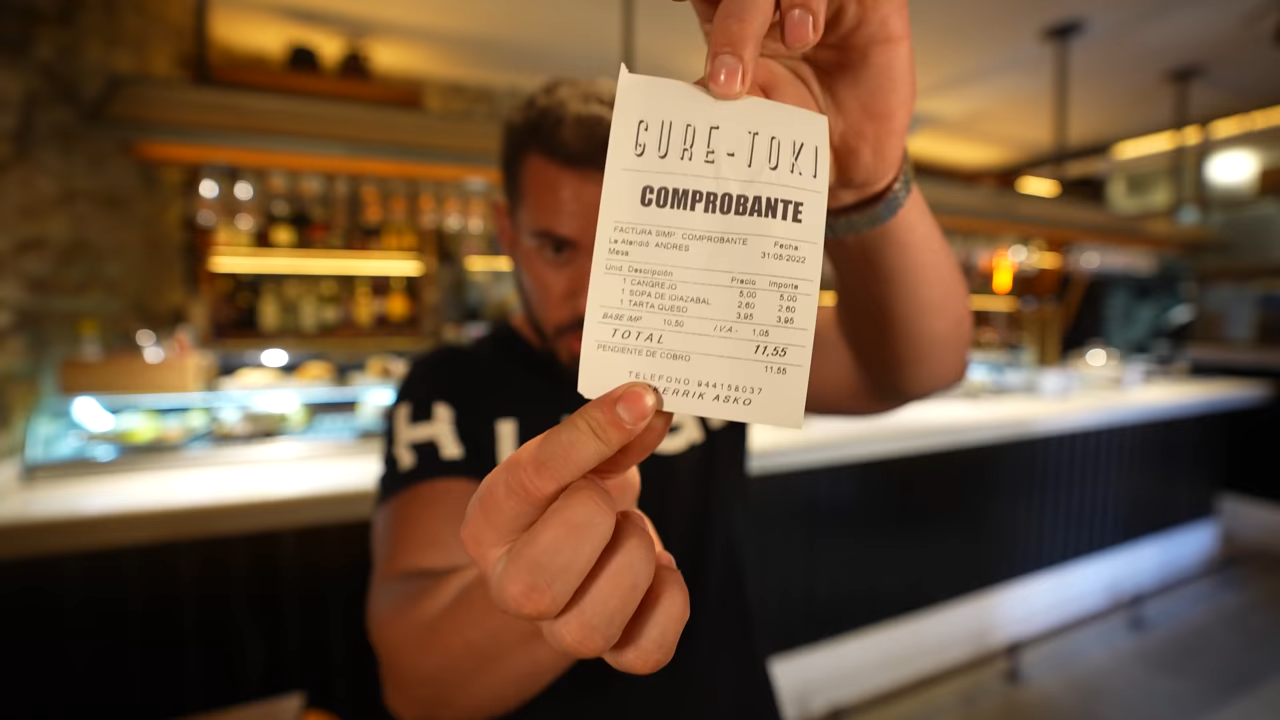 GURE-TOKI
COMPROBANTE
FACTURA SIMP: COMPROBANTE Fecha:
Le Atendió: ANDRES 31/05/2022
Mesa
Unid. Descripción Precio Importe
1 CANGREJO 5,00 5,00
1 SOPA DE IDIAZABAL 2,60 2,60
1 TARTA QUESO 3,95 3,95
BASE IMP 10,50 I.V.A.- 1,05
TOTAL 11,55
PENDIENTE DE COBRO 11.55
TELEFONO:944158037
KERRIK ASKO
H